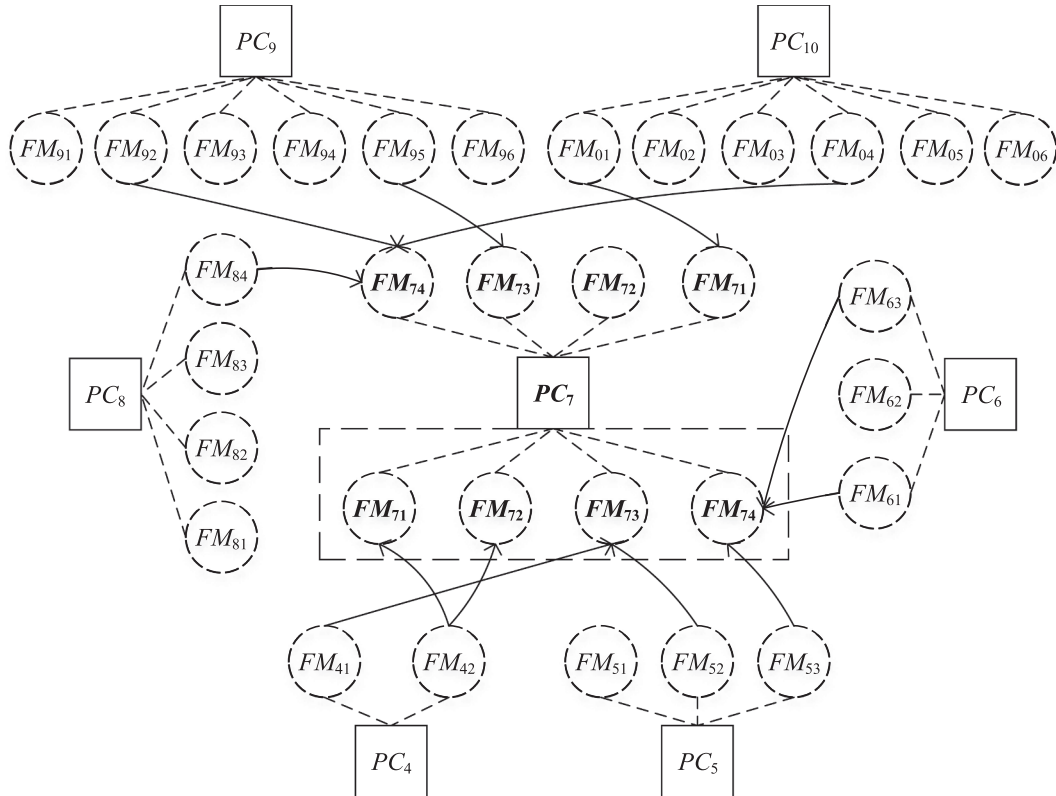 PC₉ PC₁₀
FM₉₁ FM₉₂ FM₉₃ FM₉₄ FM₉₅ FM₉₆ FM₀₁ FM₀₂ FM₀₃ FM₀₄ FM₀₅ FM₀₆
FM₈₄ FM₇₄ FM₇₃ FM₇₂ FM₇₁ FM₆₃
FM₈₃
PC₈ PC₇ FM₆₂ PC₆
FM₈₂
FM₈₁ FM₇₁ FM₇₂ FM₇₃ FM₇₄ FM₆₁
FM₄₁ FM₄₂ FM₅₁ FM₅₂ FM₅₃
PC₄ PC₅